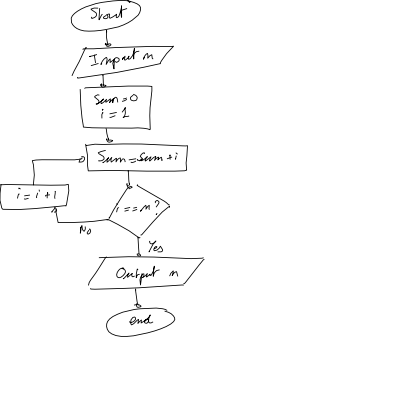 Start
Input n
Sum=0
i = 1
Sum=Sum+i
i = i+1
i == n?
No
Yes
Output n
end